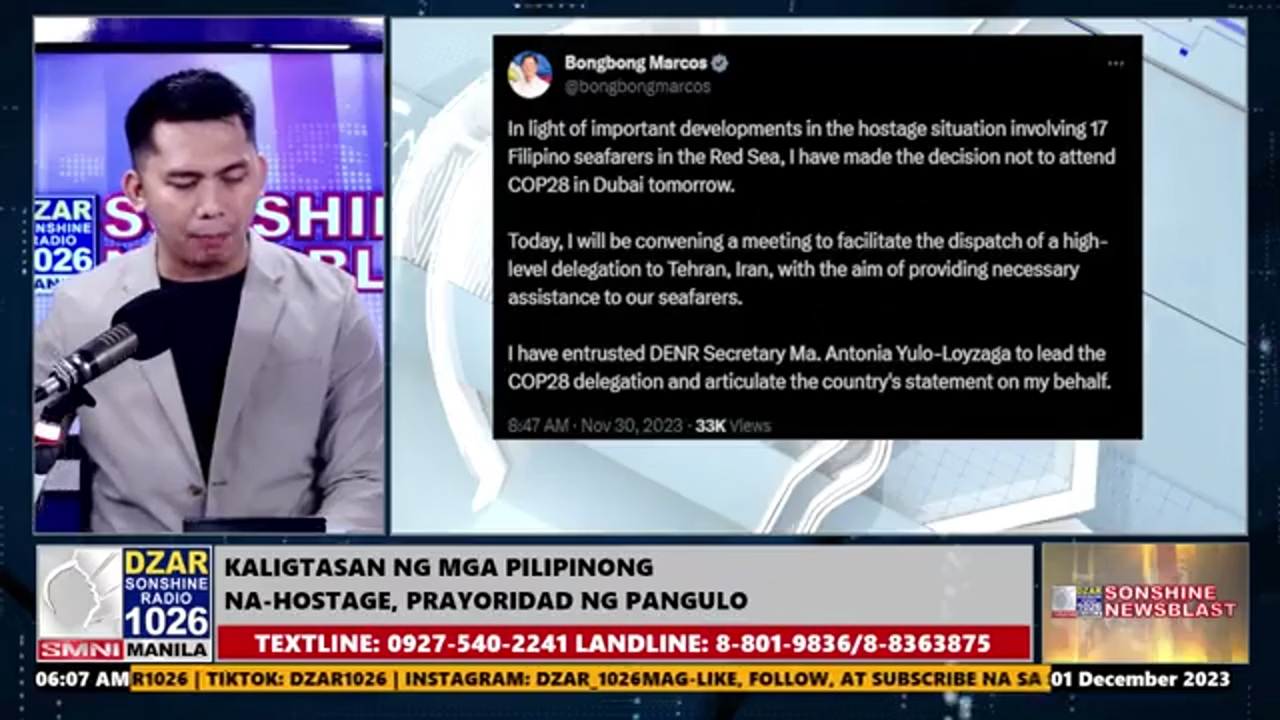 Bongbong Marcos
@bongbongmarcos
In light of important developments in the hostage situation involving 17
Filipino seafarers in the Red Sea, I have made the decision not to attend
COP28 in Dubai tomorrow.
Today, I will be convening a meeting to facilitate the dispatch of a high-
level delegation to Tehran, Iran, with the aim of providing necessary
assistance to our seafarers.
I have entrusted DENR Secretary Ma. Antonia Yulo-Loyzaga to lead the
COP28 delegation and articulate the country's statement on my behalf.
8:47 AM · Nov 30, 2023 · 33K Views
ZAR
NSHINE
RADIO
026
DZAR
SONSHINE
RADIO
1026
SMNI MANILA
KALIGTASAN NG MGA PILIPINONG
NA-HOSTAGE, PRAYORIDAD NG PANGULO
TEXTLINE: 0927-540-2241 LANDLINE: 8-801-9836/8-8363875
SONSHINE
NEWSBLAST
06:07 AM
R1026 | TIKTOK: DZAR1026 | INSTAGRAM: DZAR_1026MAG-LIKE, FOLLOW, AT SUBSCRIBE NA SA
01 December 2023